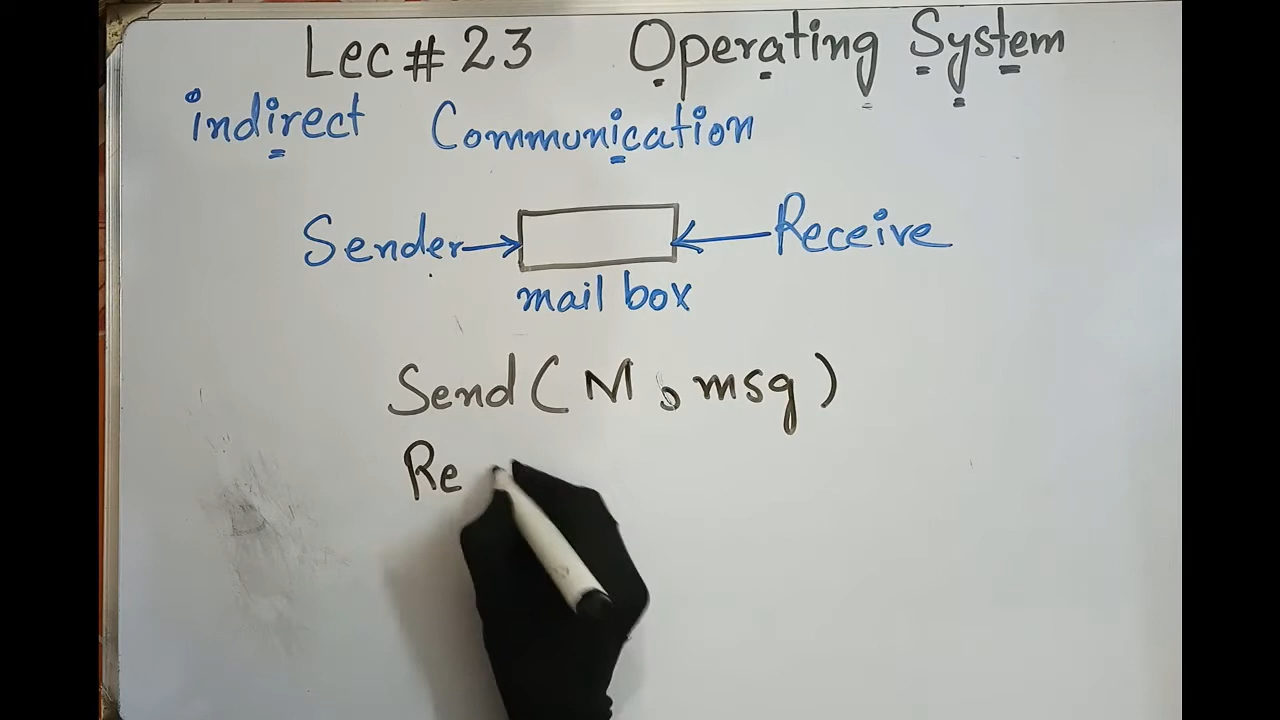 Lec # 23 Operating System
indirect Communication
Sender Receive
mail box
Send ( M , msg )
Re